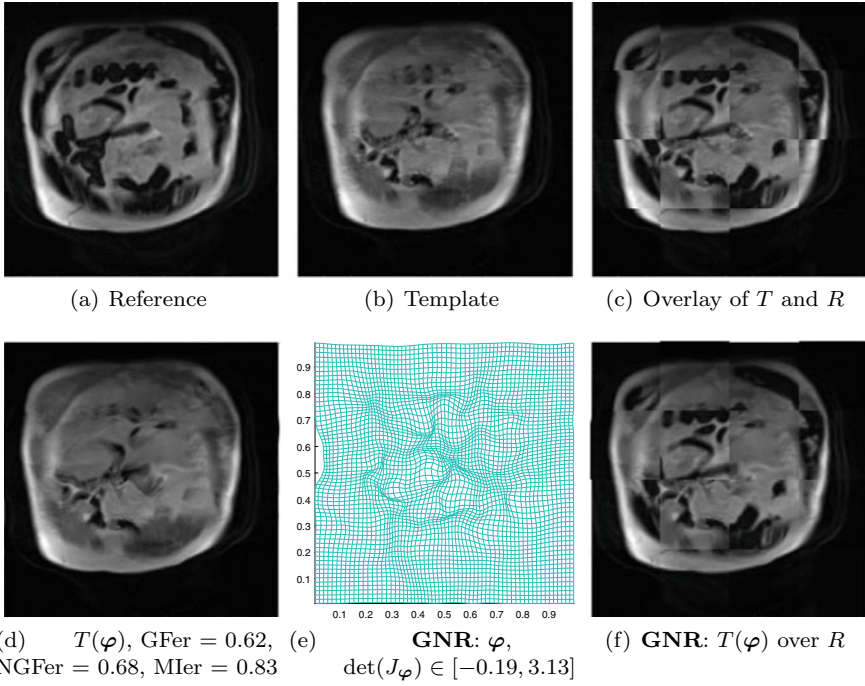 (a) Reference
(b) Template
(c) Overlay of T and R
0.9
0.8
0.7
0.6
0.5
0.4
0.3
0.2
0.1
0.1 0.2 0.3 0.4 0.5 0.6 0.7 0.8 0.9
d) T(φ), GFer = 0.62,
NGFer = 0.68, MIer = 0.83
(e) GNR: φ,
det(J_φ) ∈ [−0.19, 3.13]
(f) GNR: T(φ) over R